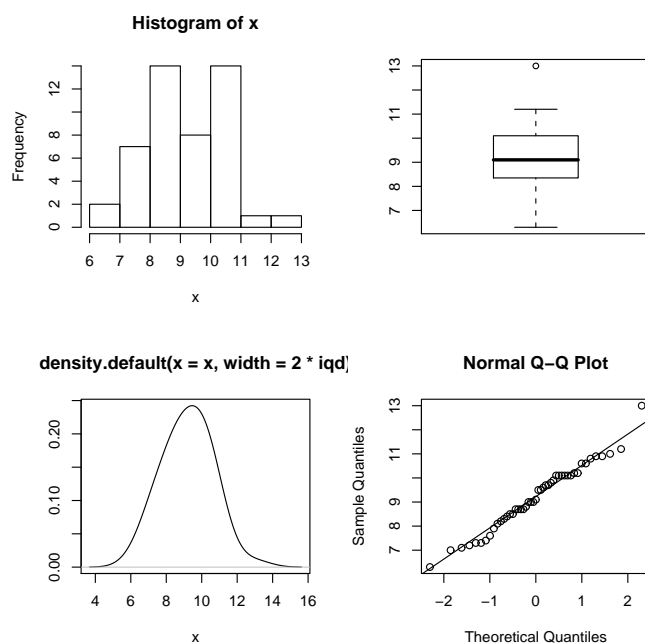 Histogram of x
Frequency
0 2 4 8 12
6 7 8 9 10 11 12 13
x
7 8 9 11 13
density.default(x = x, width = 2 * iqd)
0.00 0.10 0.20
4 6 8 10 12 14 16
x
Normal Q−Q Plot
Sample Quantiles
7 8 9 11 13
−2 −1 0 1 2
Theoretical Quantiles